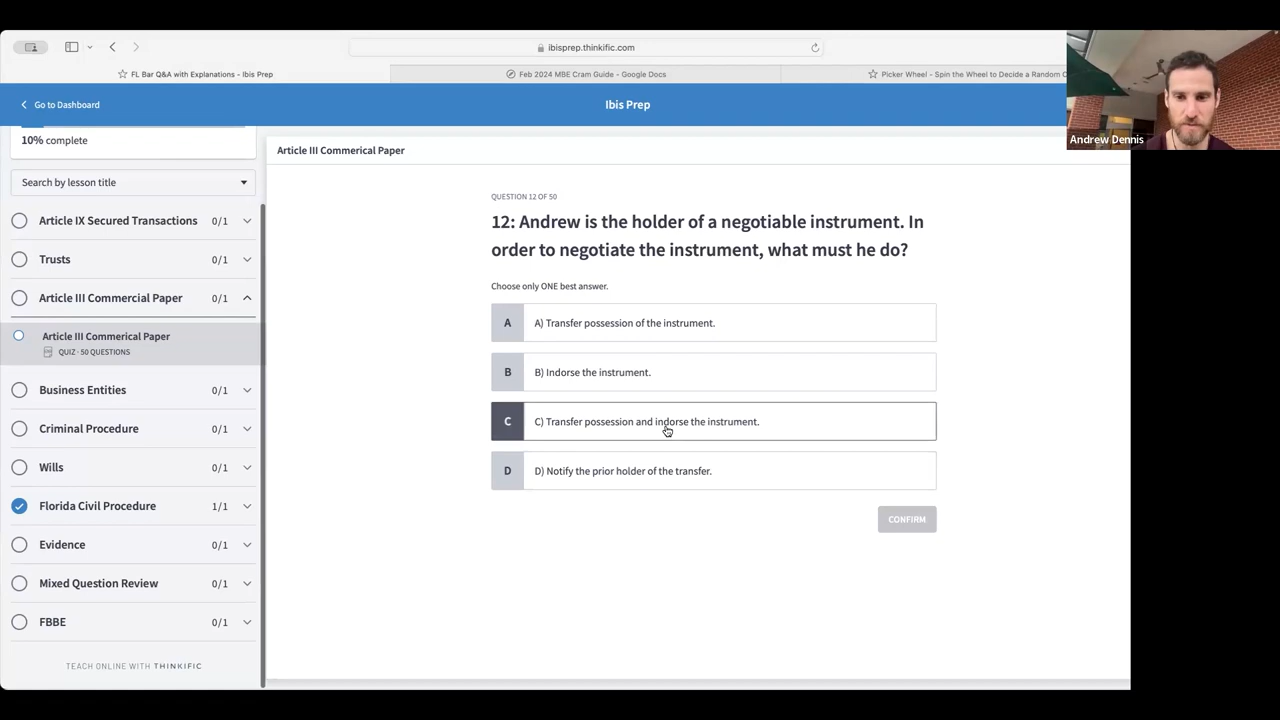 ibisprep.thinkific.com
FL Bar Q&A with Explanations - Ibis Prep
Feb 2024 MBE Cram Guide - Google Docs
Picker Wheel - Spin the Wheel to Decide a Random
Go to Dashboard
Ibis Prep
Andrew Dennis
10% complete
Search by lesson title
Article IX Secured Transactions 0/1
Trusts 0/1
Article III Commercial Paper 0/1
Article III Commerical Paper
QUIZ · 50 QUESTIONS
Business Entities 0/1
Criminal Procedure 0/1
Wills 0/1
Florida Civil Procedure 1/1
Evidence 0/1
Mixed Question Review 0/1
FBBE 0/1
TEACH ONLINE WITH THINKIFIC
Article III Commerical Paper
QUESTION 12 OF 50
12: Andrew is the holder of a negotiable instrument. In
order to negotiate the instrument, what must he do?
Choose only ONE best answer.
A A) Transfer possession of the instrument.
B B) Indorse the instrument.
C C) Transfer possession and indorse the instrument.
D D) Notify the prior holder of the transfer.
CONFIRM